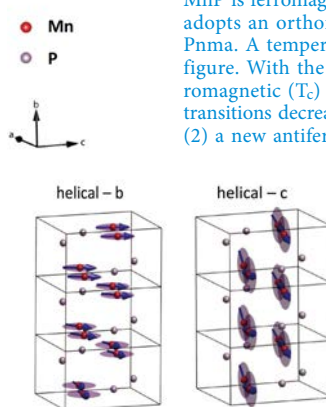 MnP is ferromag
adopts an ortho
Pnma. A temper
figure. With the
romagnetic (Tc)
transitions decrea
(2) a new antifer
Mn
P
b
a
c
helical – b
helical – c